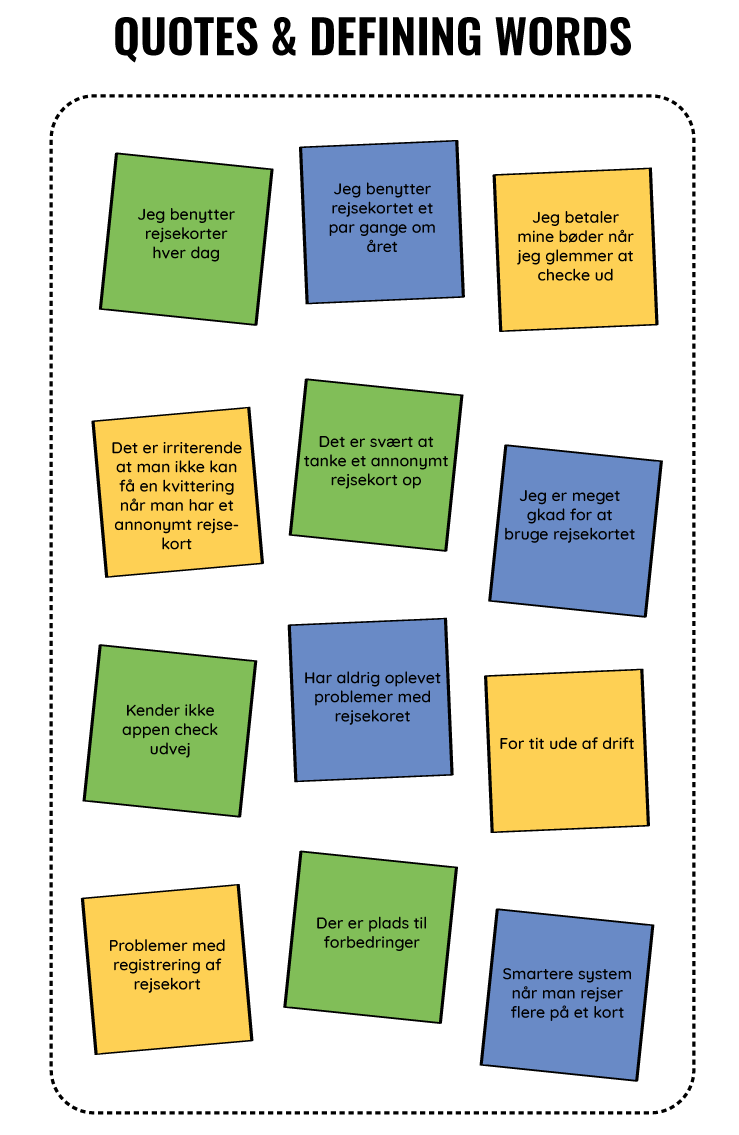 QUOTES & DEFINING WORDS
Jeg benytter
rejsekorter
hver dag
Jeg benytter
rejsekortet et
par gange om
året
Jeg betaler
mine bøder når
jeg glemmer at
checke ud
Det er irriterende
at man ikke kan
få en kvittering
når man har et
annonymt rejse-
kort
Det er svært at
tanke et annonymt
rejsekort op
Jeg er meget
gkad for at
bruge rejsekortet
Kender ikke
appen check
udvej
Har aldrig oplevet
problemer med
rejsekoret
For tit ude af drift
Problemer med
registrering af
rejsekort
Der er plads til
forbedringer
Smartere system
når man rejser
flere på et kort